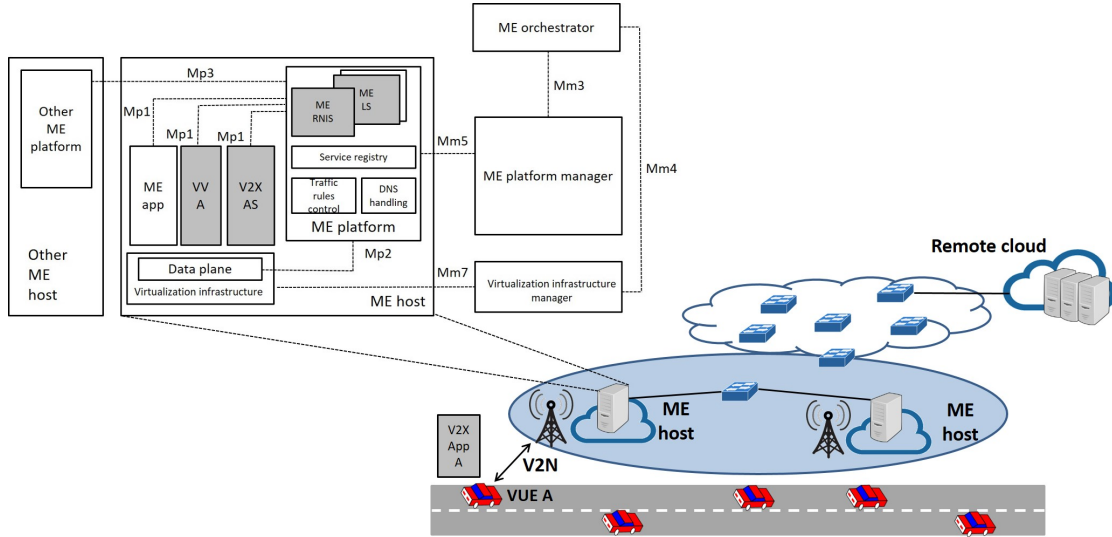 ME orchestrator
Mm3
Mm4
Mp3
Other
ME
platform
Other
ME
host
Mp1
Mp1
Mp1
ME
app
VV
A
V2X
AS
ME
LS
ME
RNIS
Service registry
Traffic
rules
control
DNS
handling
ME platform
Mm5
ME platform manager
Mp2
Data plane
Virtualization infrastructure
ME host
Mm7
Virtualization infrastructure
manager
Remote cloud
ME
host
ME
host
V2X
App
A
V2N
VUE A